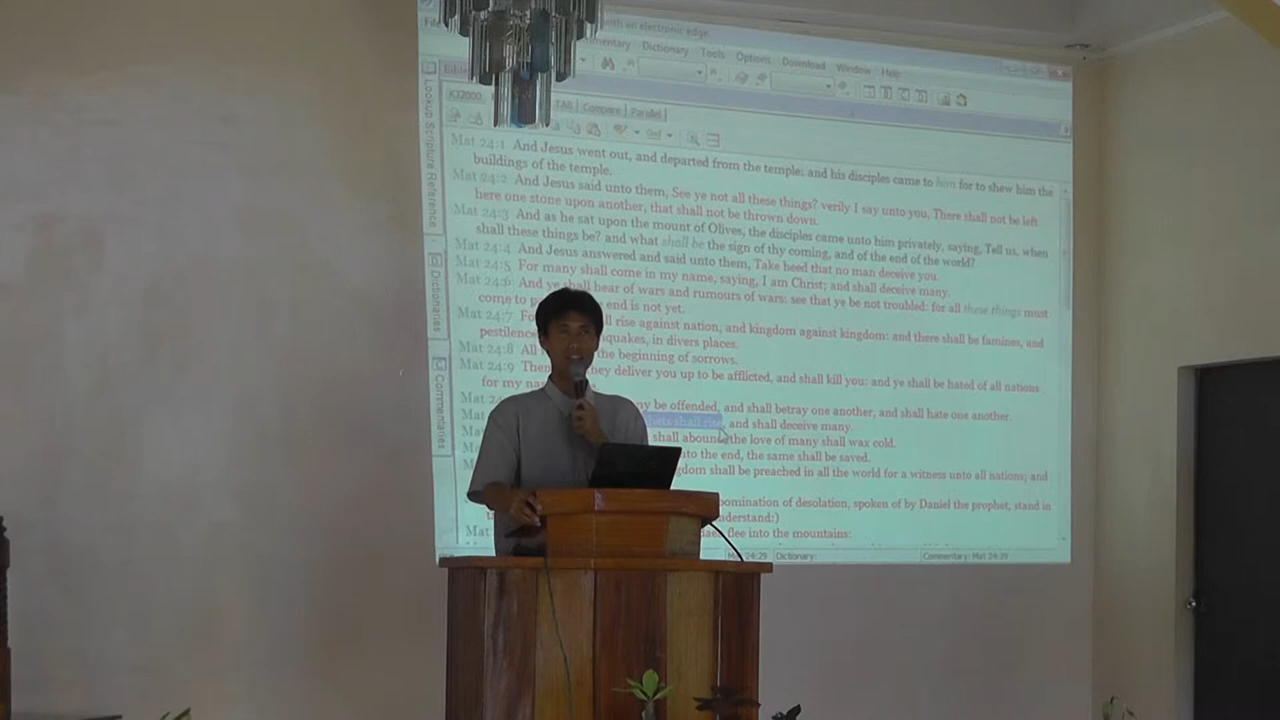 with an electronic edge.
Dictionary Tools Options Download Window Help
KJ2000 TAB Compare Parallel
Lookup Scripture Reference
Dictionaries
Commentaries
Mat 24:1 And Jesus went out, and departed from the temple: and his disciples came to him for to shew him the
buildings of the temple.
Mat 24:2 And Jesus said unto them, See ye not all these things? verily I say unto you, There shall not be left
here one stone upon another, that shall not be thrown down.
Mat 24:3 And as he sat upon the mount of Olives, the disciples came unto him privately, saying, Tell us, when
shall these things be? and what shall be the sign of thy coming, and of the end of the world?
Mat 24:4 And Jesus answered and said unto them, Take heed that no man deceive you.
Mat 24:5 For many shall come in my name, saying, I am Christ; and shall deceive many.
Mat 24:6 And ye shall hear of wars and rumours of wars: see that ye be not troubled: for all these things must
come to end is not yet.
Mat 24:7 rise against nation, and kingdom against kingdom: and there shall be famines, and
in divers places.
Mat 24:8 All the beginning of sorrows.
Mat 24:9 they deliver you up to be afflicted, and shall kill you: and ye shall be hated of all nations
for my
be offended, and shall betray one another, and shall hate one another.
Mat shall rise, and shall deceive many.
shall abound, the love of many shall wax cold.
the end, the same shall be saved.
shall be preached in all the world for a witness unto all nations; and
of desolation, spoken of by Daniel the prophet, stand in
Mat flee into the mountains:
24:29 Dictionary: Commentary: Mat 24:29